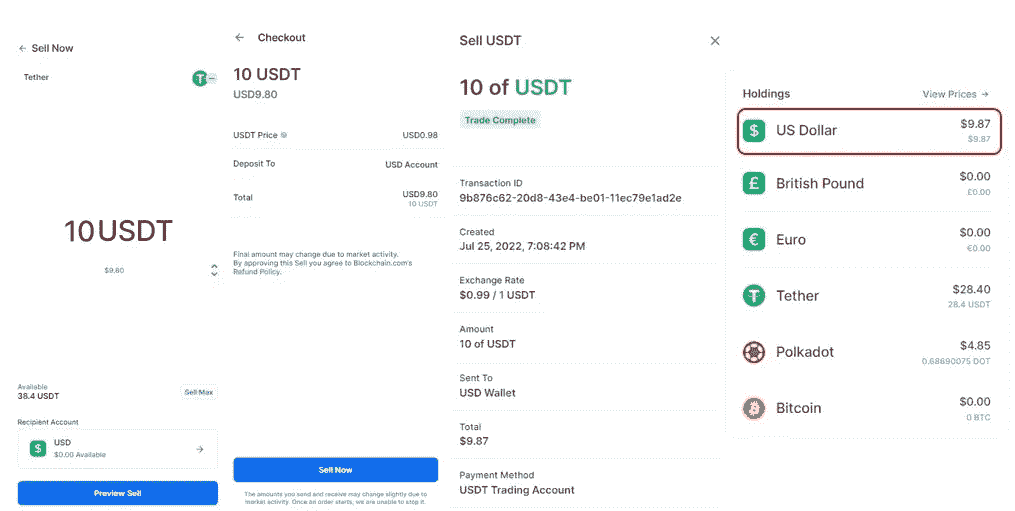 ← Sell Now
Tether
10 USDT
$9.80
Available
38.4 USDT
Sell Max
Recipient Account
USD
$0.00 Available
→
Preview Sell
← Checkout
10 USDT
USD9.80
USDT Price
USD0.98
Deposit To
USD Account
Total
USD9.80
10 USDT
Final amount may change due to market activity.
By approving this Sell you agree to Blockchain.com's
Refund Policy.
Sell Now
The amounts you send and receive may change slightly due to
market activity. Once an order starts, we are unable to stop it.
Sell USDT
10 of USDT
Trade Complete
Transaction ID
9b876c62-20d8-43e4-be01-11ec79e1ad2e
Created
Jul 25, 2022, 7:08:42 PM
Exchange Rate
$0.99 / 1 USDT
Amount
10 of USDT
Sent To
USD Wallet
Total
$9.87
Payment Method
USDT Trading Account
Holdings
View Prices →
US Dollar
$9.87
$9.87
British Pound
$0.00
£0.00
Euro
$0.00
€0.00
Tether
$28.40
28.4 USDT
Polkadot
$4.85
0.68690075 DOT
Bitcoin
$0.00
0 BTC